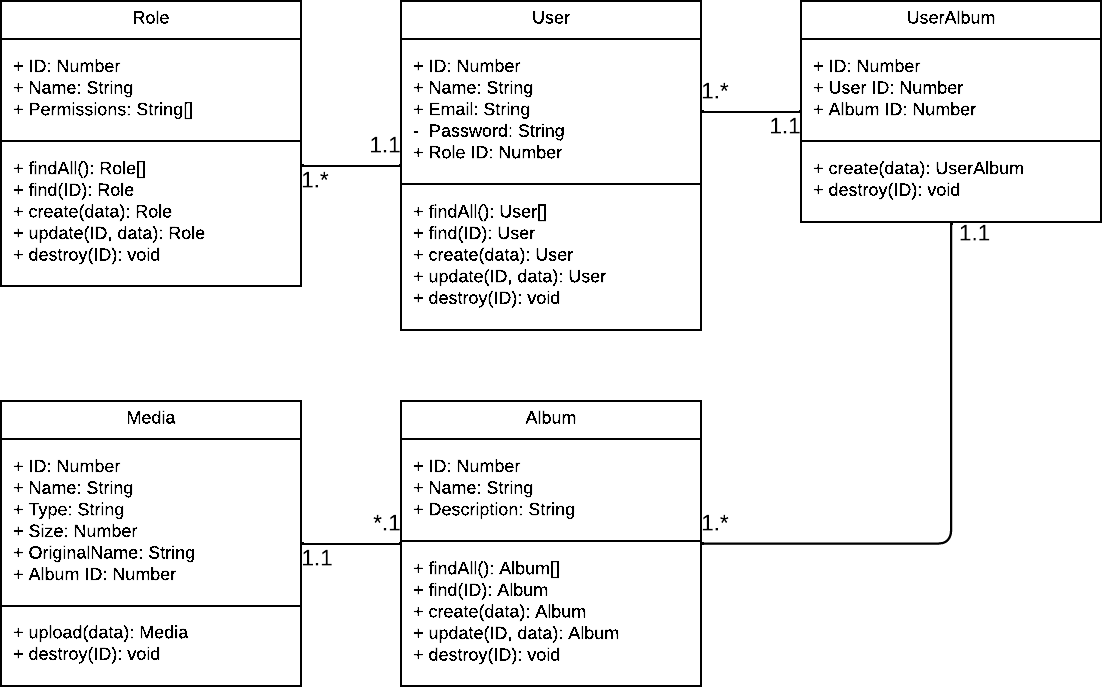 Role
+ ID: Number
+ Name: String
+ Permissions: String[]
+ findAll(): Role[]
+ find(ID): Role
+ create(data): Role
+ update(ID, data): Role
+ destroy(ID): void
1.1
1.*
User
+ ID: Number
+ Name: String
+ Email: String
- Password: String
+ Role ID: Number
+ findAll(): User[]
+ find(ID): User
+ create(data): User
+ update(ID, data): User
+ destroy(ID): void
1.*
1.1
UserAlbum
+ ID: Number
+ User ID: Number
+ Album ID: Number
+ create(data): UserAlbum
+ destroy(ID): void
1.1
Media
+ ID: Number
+ Name: String
+ Type: String
+ Size: Number
+ OriginalName: String
+ Album ID: Number
+ upload(data): Media
+ destroy(ID): void
*.1
1.1
Album
+ ID: Number
+ Name: String
+ Description: String
+ findAll(): Album[]
+ find(ID): Album
+ create(data): Album
+ update(ID, data): Album
+ destroy(ID): void
1.*